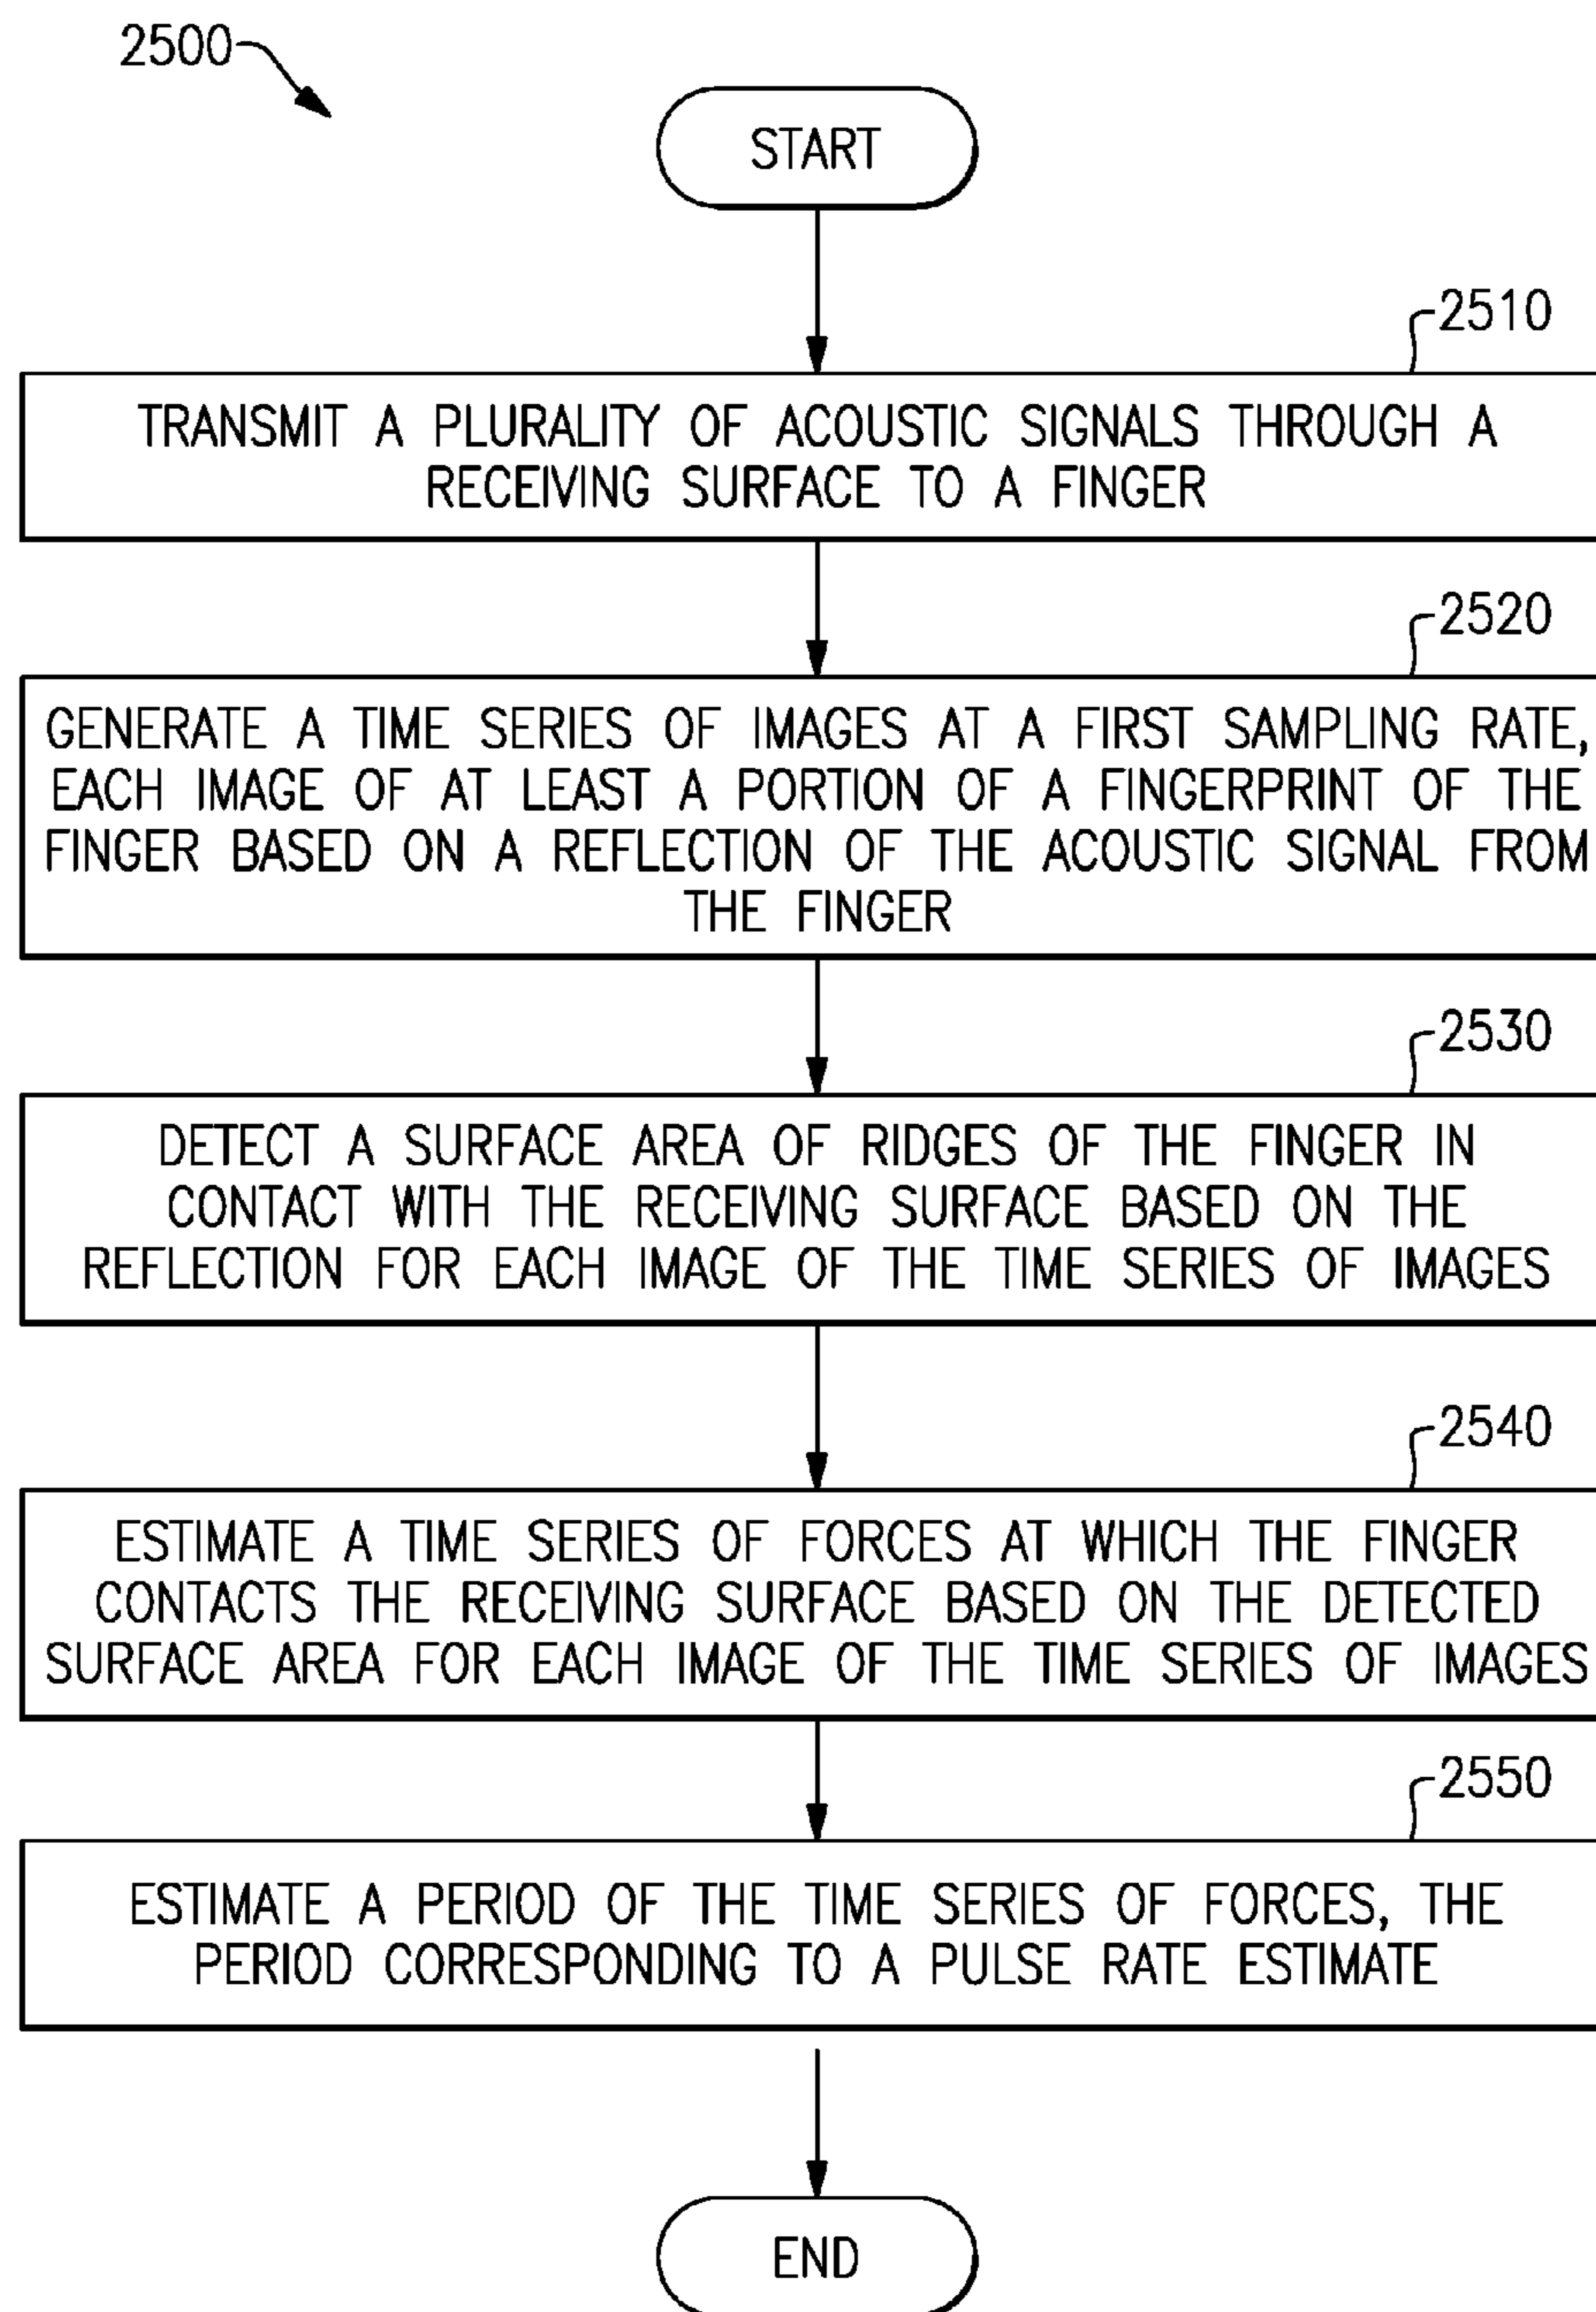 2500
START
2510
TRANSMIT A PLURALITY OF ACOUSTIC SIGNALS THROUGH A
RECEIVING SURFACE TO A FINGER
2520
GENERATE A TIME SERIES OF IMAGES AT A FIRST SAMPLING RATE,
EACH IMAGE OF AT LEAST A PORTION OF A FINGERPRINT OF THE
FINGER BASED ON A REFLECTION OF THE ACOUSTIC SIGNAL FROM
THE FINGER
2530
DETECT A SURFACE AREA OF RIDGES OF THE FINGER IN
CONTACT WITH THE RECEIVING SURFACE BASED ON THE
REFLECTION FOR EACH IMAGE OF THE TIME SERIES OF IMAGES
2540
ESTIMATE A TIME SERIES OF FORCES AT WHICH THE FINGER
CONTACTS THE RECEIVING SURFACE BASED ON THE DETECTED
SURFACE AREA FOR EACH IMAGE OF THE TIME SERIES OF IMAGES
2550
ESTIMATE A PERIOD OF THE TIME SERIES OF FORCES, THE
PERIOD CORRESPONDING TO A PULSE RATE ESTIMATE
END